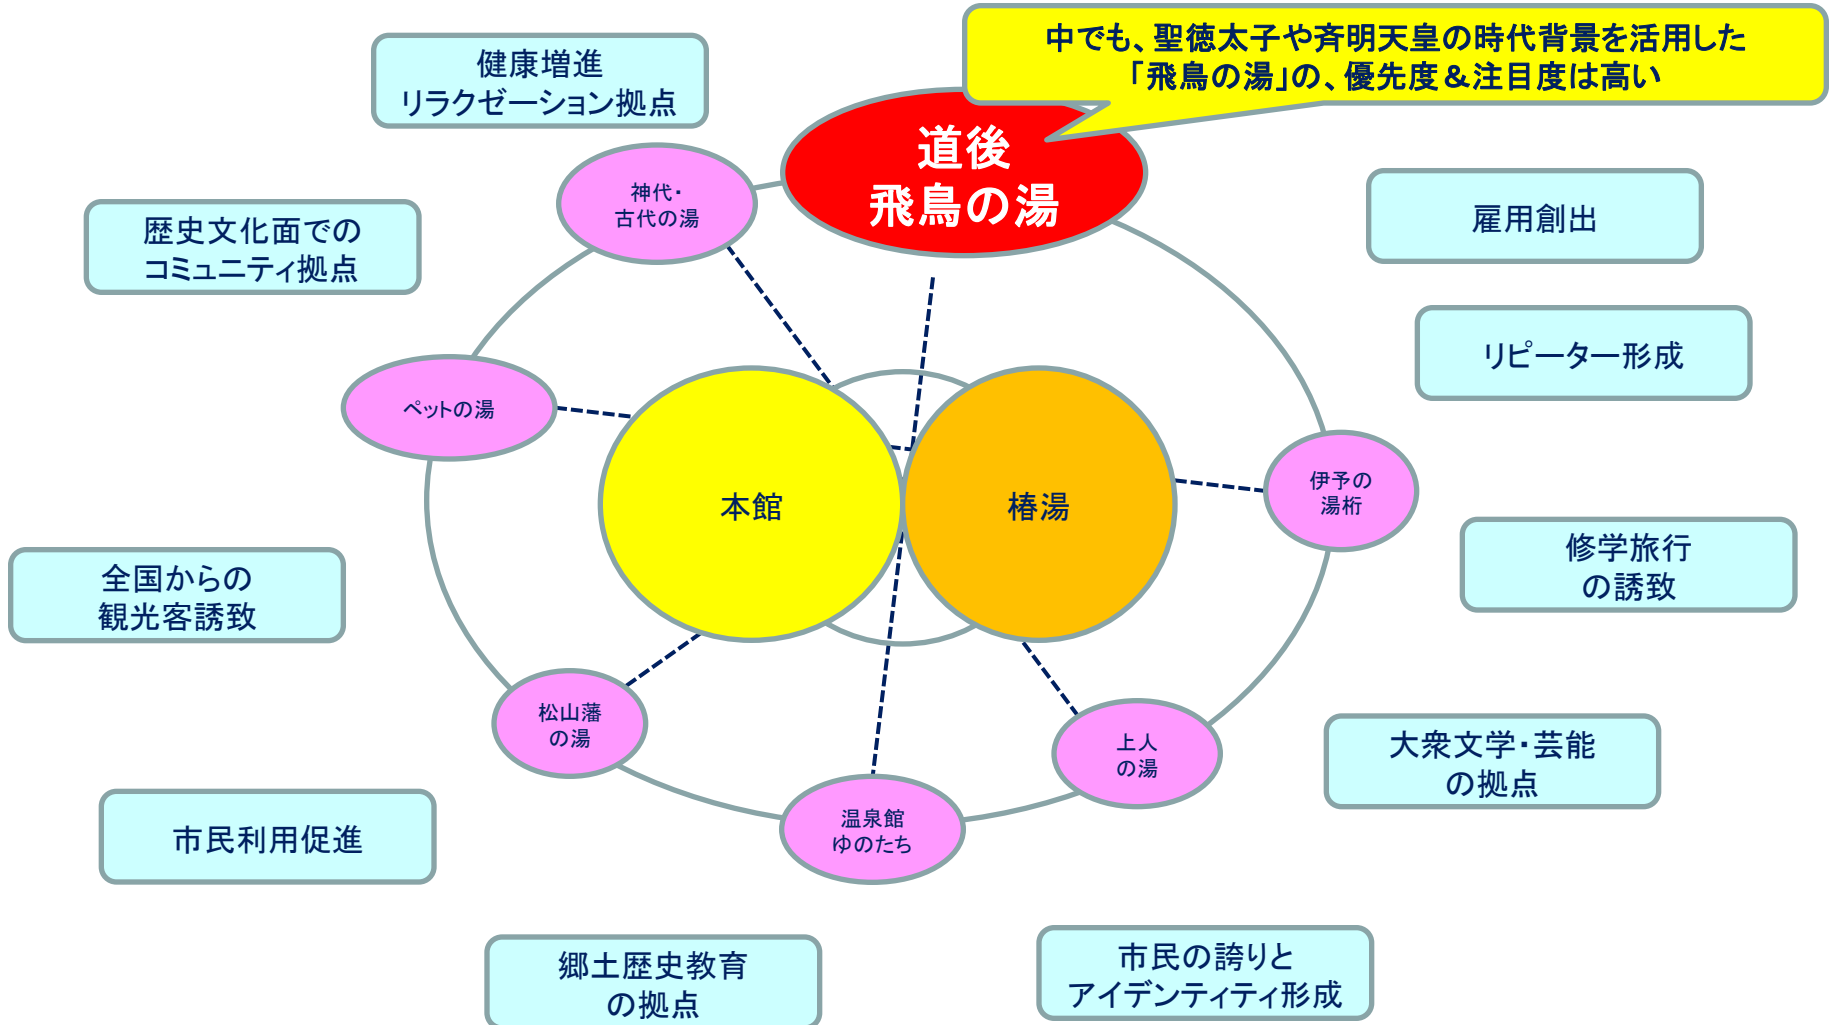 中でも、聖徳太子や斉明天皇の時代背景を活用した
「飛鳥の湯」の、優先度＆注目度は高い
健康増進
リラクゼーション拠点
道後
飛鳥の湯
神代・
古代の湯
雇用創出
歴史文化面での
コミュニティ拠点
リピーター形成
ペットの湯
本館
椿湯
伊予の
湯桁
全国からの
観光客誘致
修学旅行
の誘致
松山藩
の湯
上人
の湯
大衆文学・芸能
の拠点
温泉館
ゆのたち
市民利用促進
郷土歴史教育
の拠点
市民の誇りと
アイデンティティ形成